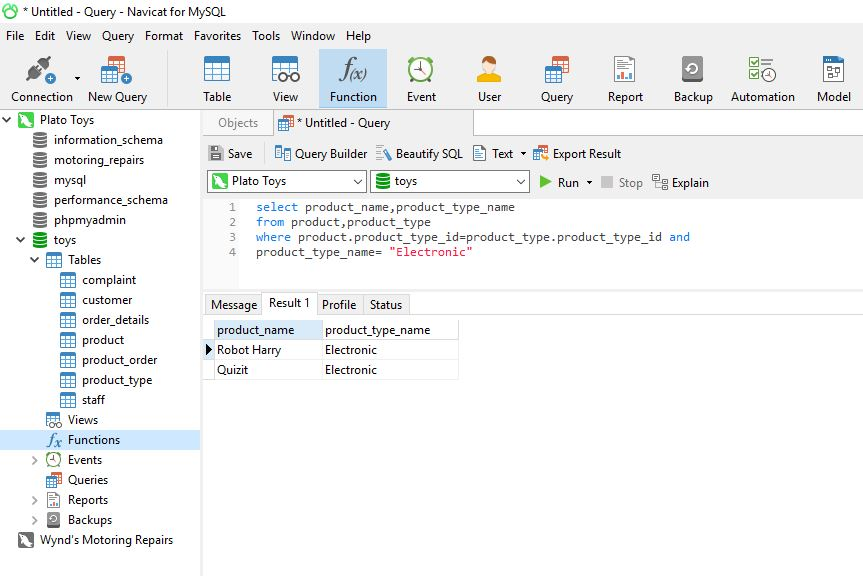 * Untitled - Query - Navicat for MySQL
File Edit View Query Format Favorites Tools Window Help
Connection New Query Table View Function Event User Query Report Backup Automation Model
Plato Toys
information_schema
motoring_repairs
mysql
performance_schema
phpmyadmin
toys
Tables
complaint
customer
order_details
product
product_order
product_type
staff
Views
Functions
Events
Queries
Reports
Backups
Wynd's Motoring Repairs
Objects * Untitled - Query
Save Query Builder Beautify SQL Text Export Result
Plato Toys toys Run Stop Explain
1 select product_name,product_type_name
2 from product,product_type
3 where product.product_type_id=product_type.product_type_id and
4 product_type_name= "Electronic"
Message Result 1 Profile Status
product_name product_type_name
Robot Harry Electronic
Quizit Electronic